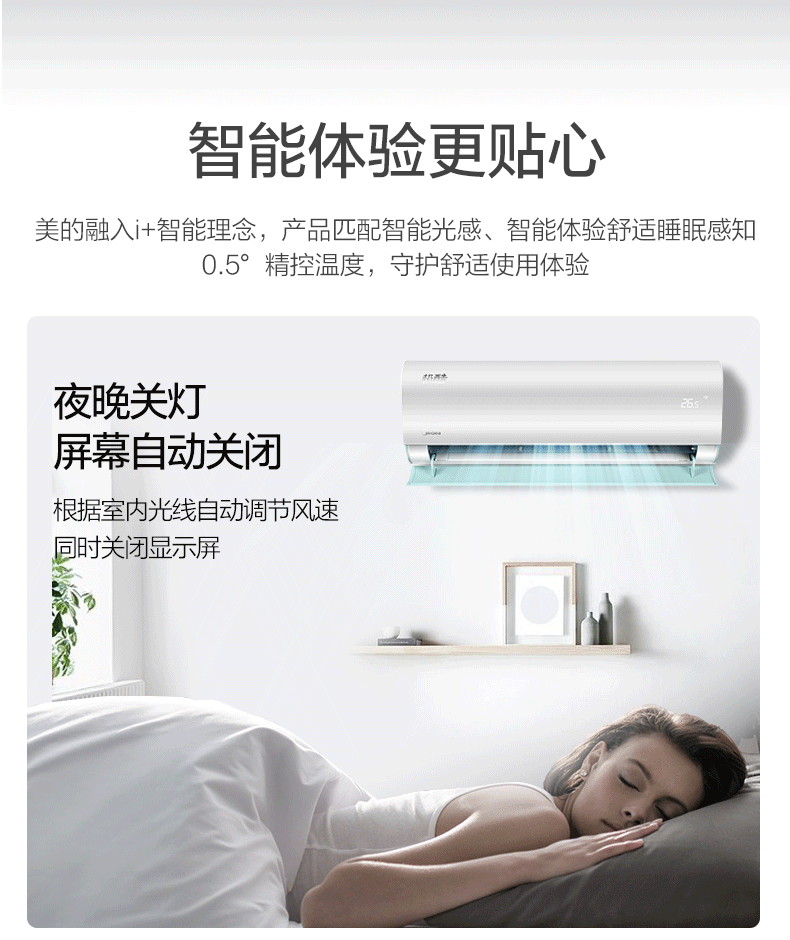 智能体验更贴心
美的融入i+智能理念，产品匹配智能光感、智能体验舒适睡眠感知
0.5°精控温度，守护舒适使用体验
夜晚关灯
屏幕自动关闭
根据室内光线自动调节风速
同时关闭显示屏
26.5